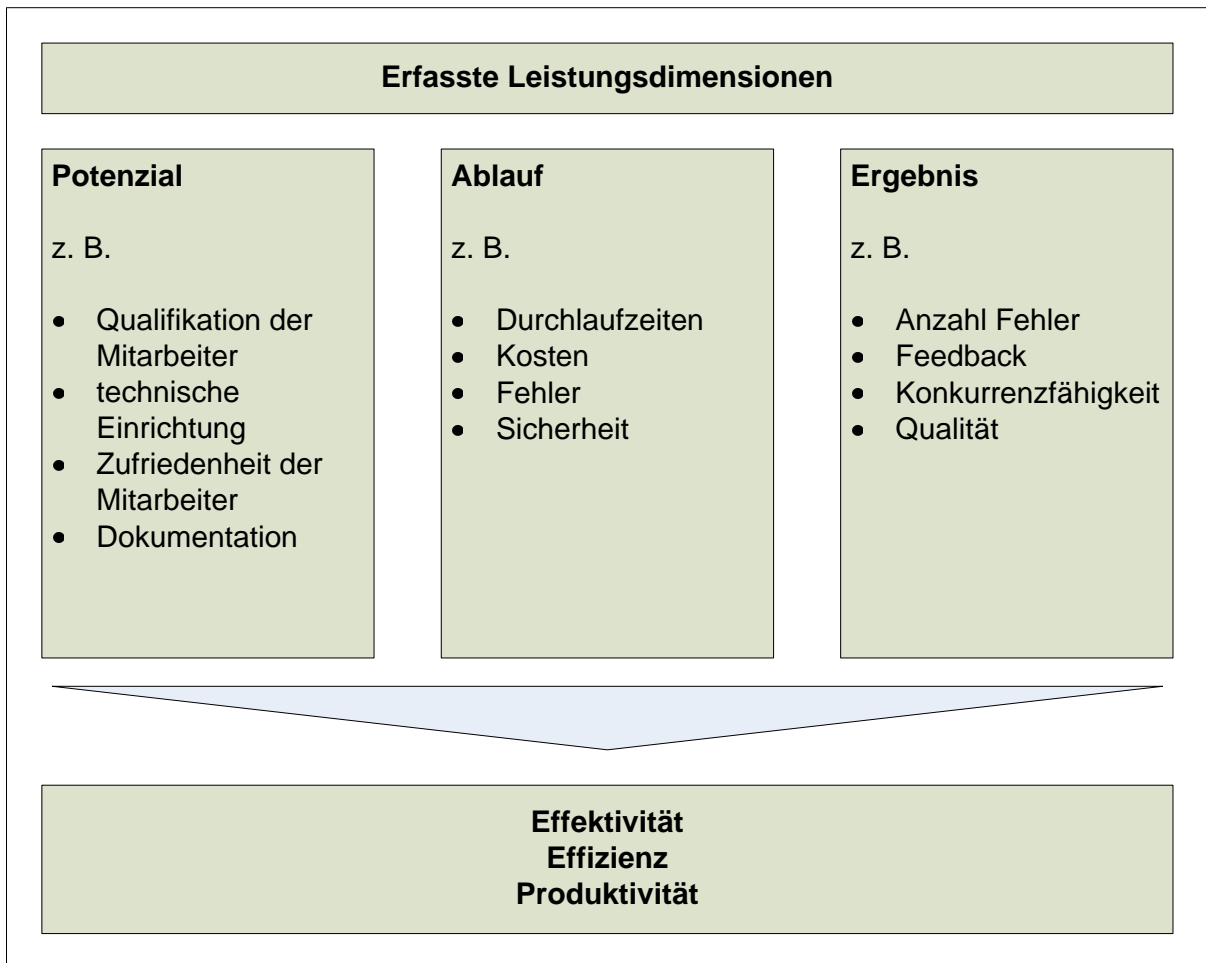 Erfasste Leistungsdimensionen
Potenzial
z. B.
• Qualifikation der
Mitarbeiter
• technische
Einrichtung
• Zufriedenheit der
Mitarbeiter
• Dokumentation
Ablauf
z. B.
• Durchlaufzeiten
• Kosten
• Fehler
• Sicherheit
Ergebnis
z. B.
• Anzahl Fehler
• Feedback
• Konkurrenzfähigkeit
• Qualität
Effektivität
Effizienz
Produktivität